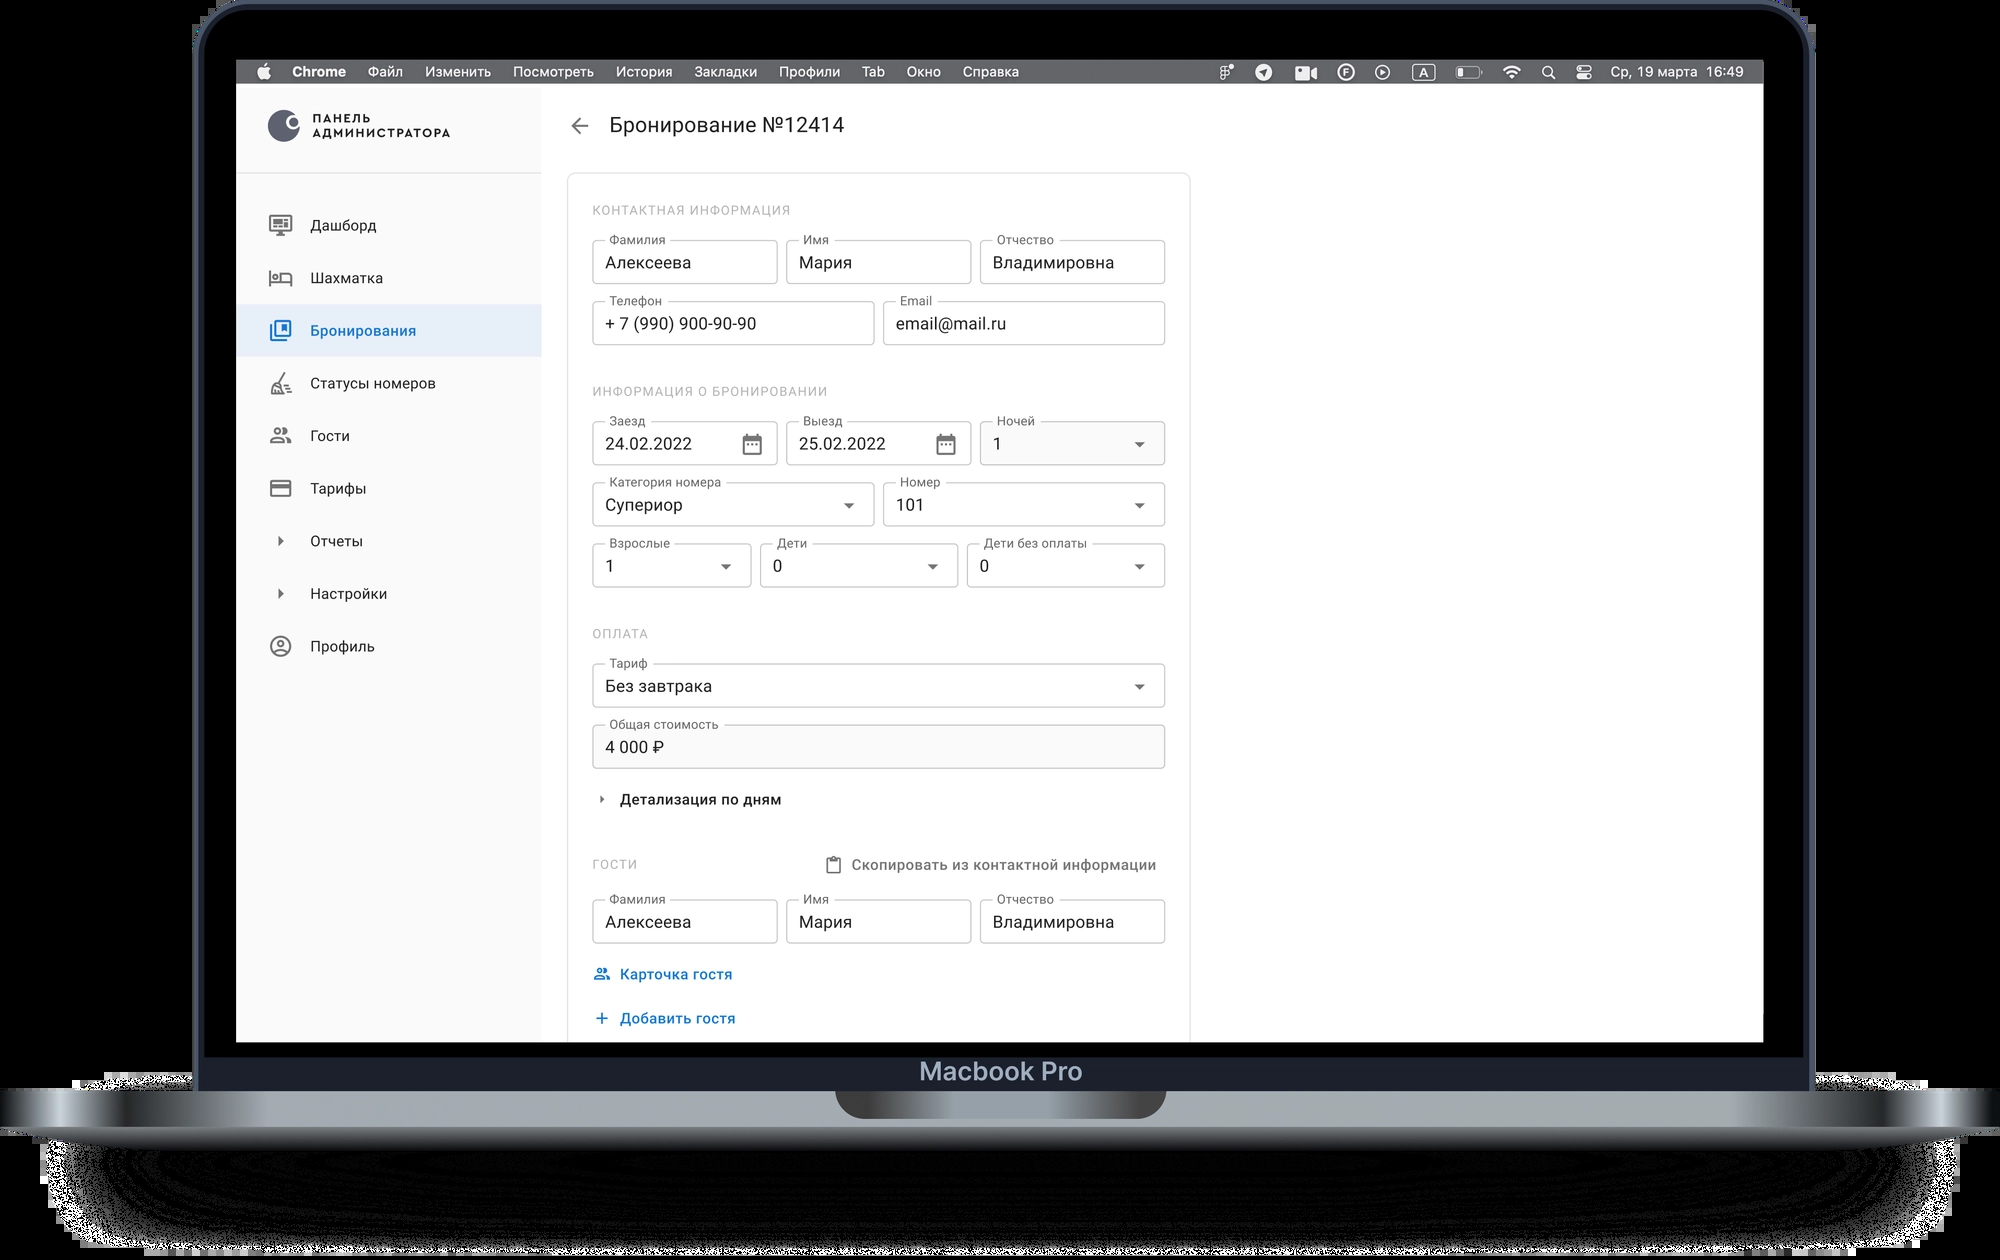 Chrome Файл Изменить Посмотреть История Закладки Профили Tab Окно Справка A Ср, 19 марта 16:49
ПАНЕЛЬ
АДМИНИСТРАТОРА
Дашборд
Шахматка
Бронирования
Статусы номеров
Гости
Тарифы
Отчеты
Настройки
Профиль
Бронирование №12414
КОНТАКТНАЯ ИНФОРМАЦИЯ
Фамилия Имя Отчество
Алексеева Мария Владимировна
Телефон Email
+ 7 (990) 900-90-90 email@mail.ru
ИНФОРМАЦИЯ О БРОНИРОВАНИИ
Заезд Выезд Ночей
24.02.2022 25.02.2022 1
Категория номера Номер
Супериор 101
Взрослые Дети Дети без оплаты
1 0 0
ОПЛАТА
Тариф
Без завтрака
Общая стоимость
4 000 ₽
Детализация по дням
ГОСТИ Скопировать из контактной информации
Фамилия Имя Отчество
Алексеева Мария Владимировна
Карточка гостя
+ Добавить гостя
Macbook Pro